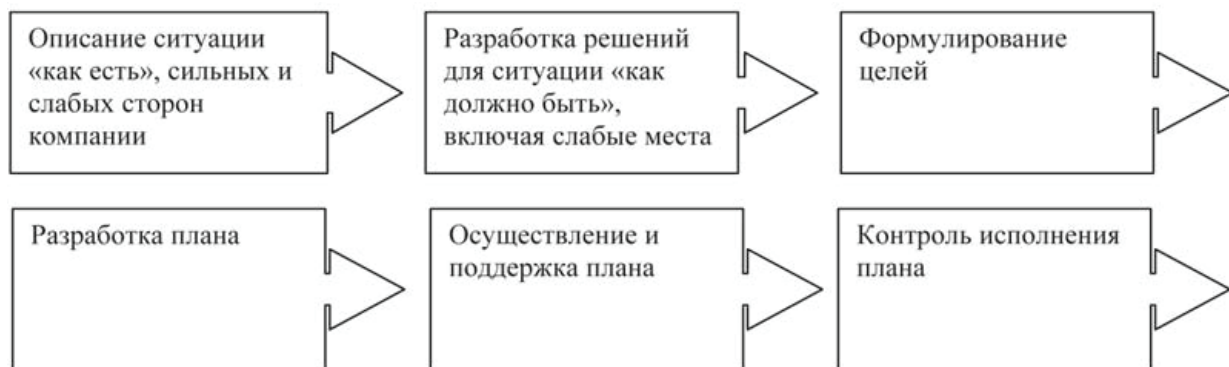 Описание ситуации
«как есть», сильных и
слабых сторон
компании
Разработка решений
для ситуации «как
должно быть»,
включая слабые места
Формулирование
целей
Разработка плана
Осуществление и
поддержка плана
Контроль исполнения
плана